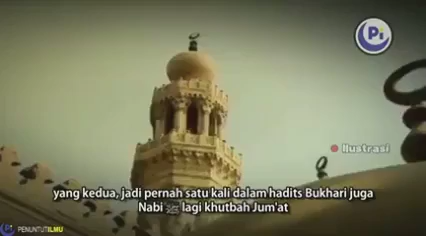 Pi
Ilustrasi
yang kedua, jadi pernah satu kali dalam hadits Bukhari juga
Nabi ﷺ lagi khutbah Jum'at
PENUNTUTILMU